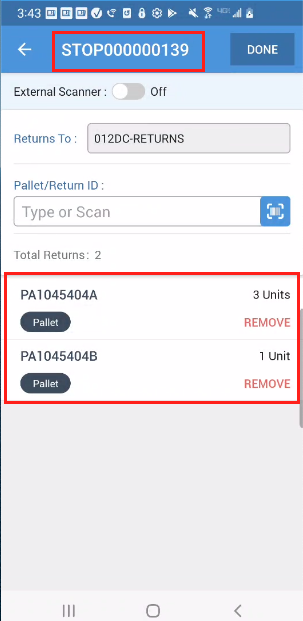 3:43
STOP000000139
DONE
External Scanner : Off
Returns To : 012DC-RETURNS
Pallet/Return ID :
Type or Scan
Total Returns: 2
PA1045404A 3 Units
Pallet REMOVE
PA1045404B 1 Unit
Pallet REMOVE